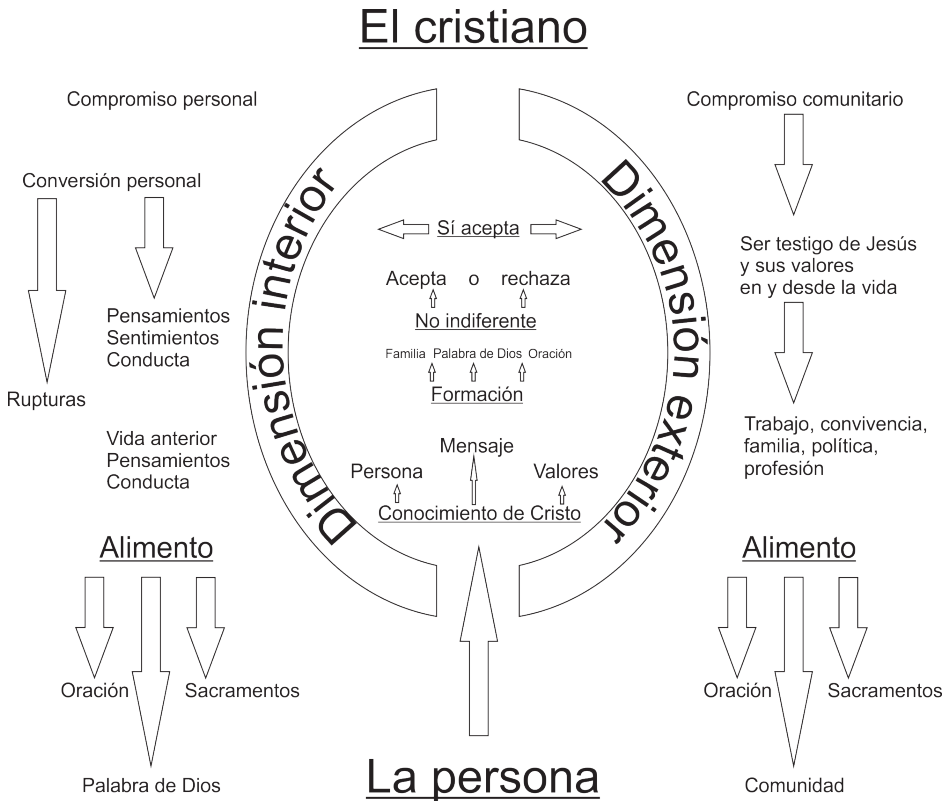 El cristiano
Compromiso personal
Conversión personal
Pensamientos
Sentimientos
Conducta
Rupturas
Vida anterior
Pensamientos
Conducta
Alimento
Oración
Sacramentos
Palabra de Dios
Dimensión interior
Sí acepta
Acepta o rechaza
No indiferente
Familia Palabra de Dios Oración
Formación
Mensaje
Persona
Valores
Conocimiento de Cristo
La persona
Dimensión exterior
Compromiso comunitario
Ser testigo de Jesús
y sus valores
en y desde la vida
Trabajo, convivencia,
familia, política,
profesión
Alimento
Oración
Sacramentos
Comunidad